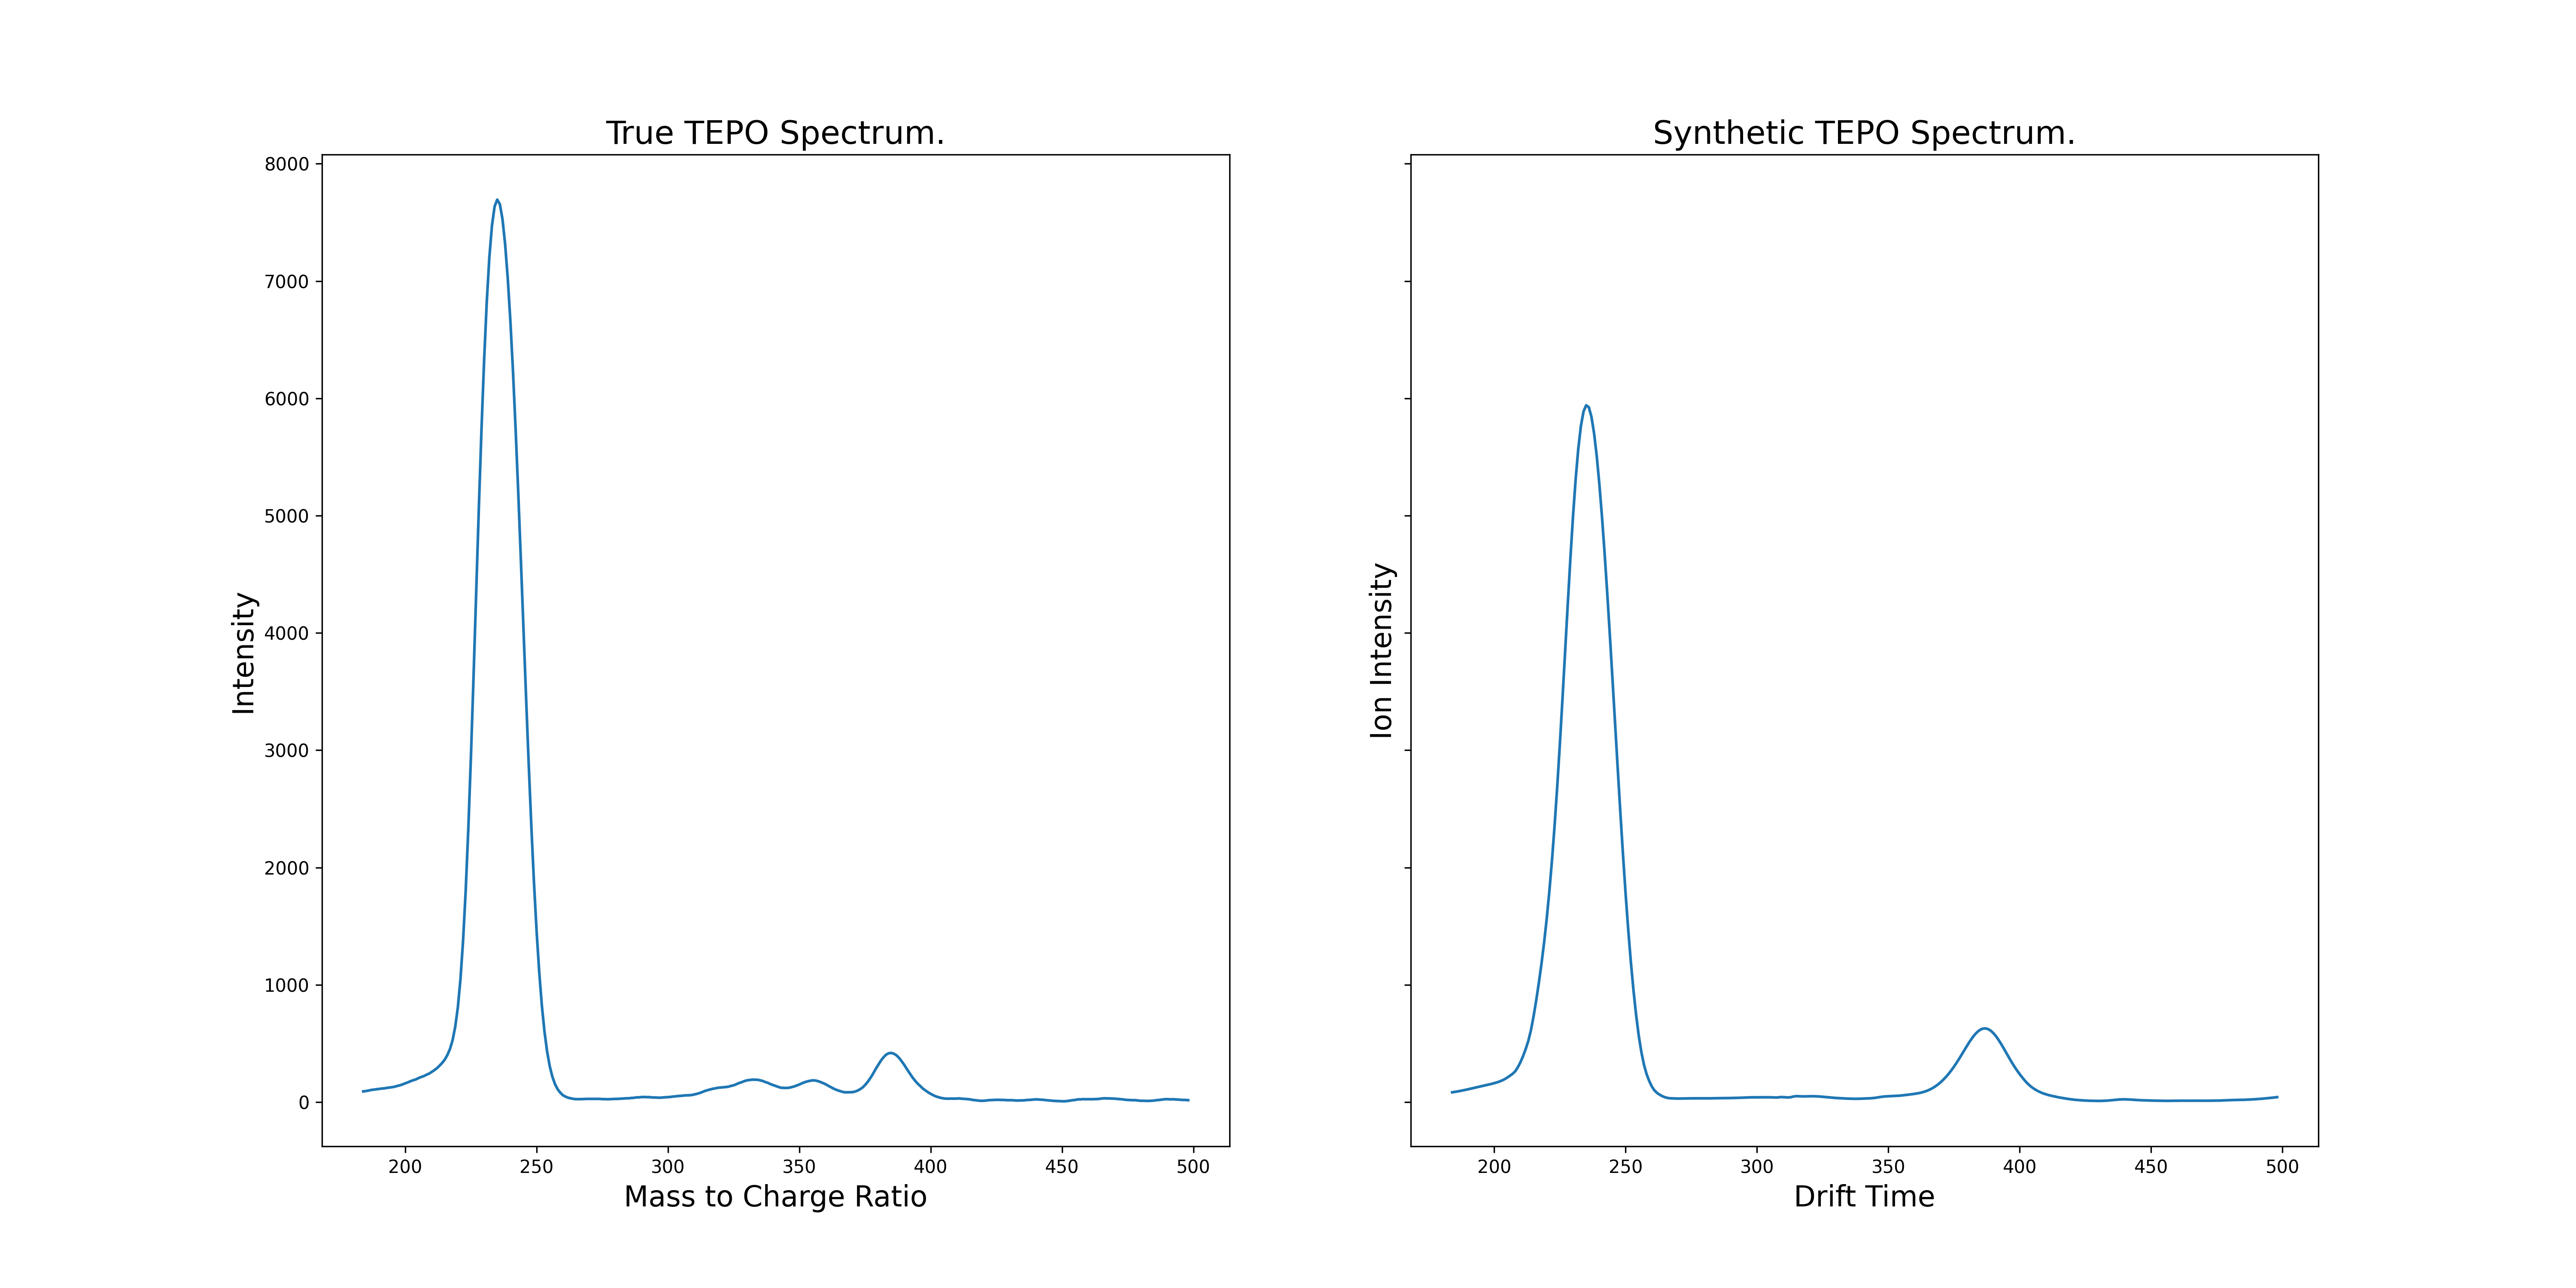 True TEPO Spectrum.
8000
7000
6000
5000
4000
3000
2000
1000
0
Intensity
200 250 300 350 400 450 500
Mass to Charge Ratio
Synthetic TEPO Spectrum.
Ion Intensity
200 250 300 350 400 450 500
Drift Time